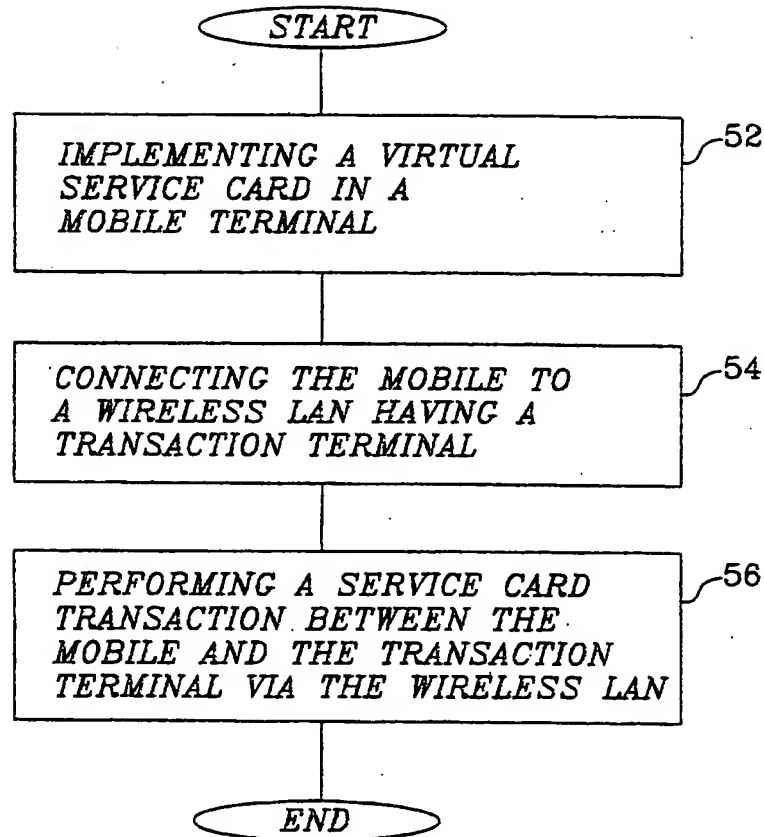 START
52
IMPLEMENTING A VIRTUAL
SERVICE CARD IN A
MOBILE TERMINAL
54
CONNECTING THE MOBILE TO
A WIRELESS LAN HAVING A
TRANSACTION TERMINAL
56
PERFORMING A SERVICE CARD
TRANSACTION BETWEEN THE
MOBILE AND THE TRANSACTION
TERMINAL VIA THE WIRELESS LAN
END